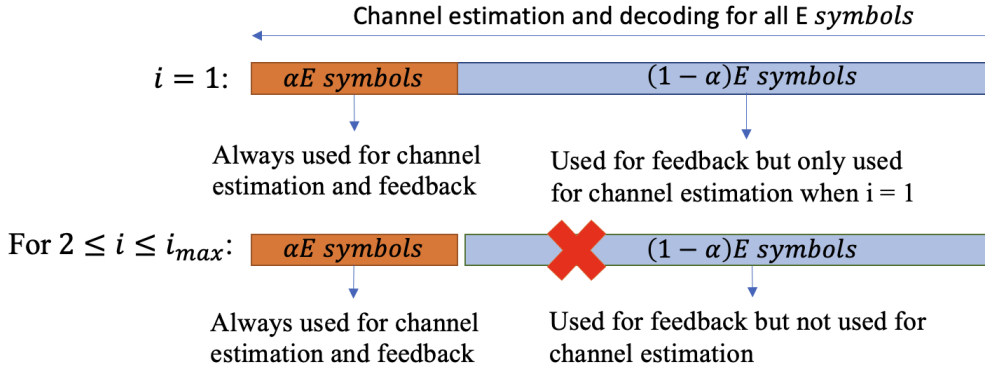 Channel estimation and decoding for all E symbols
i = 1: αE symbols (1 − α)E symbols
Always used for channel
estimation and feedback
Used for feedback but only used
for channel estimation when i = 1
For 2 ≤ i ≤ i_max: αE symbols (1 − α)E symbols
Always used for channel
estimation and feedback
Used for feedback but not used for
channel estimation